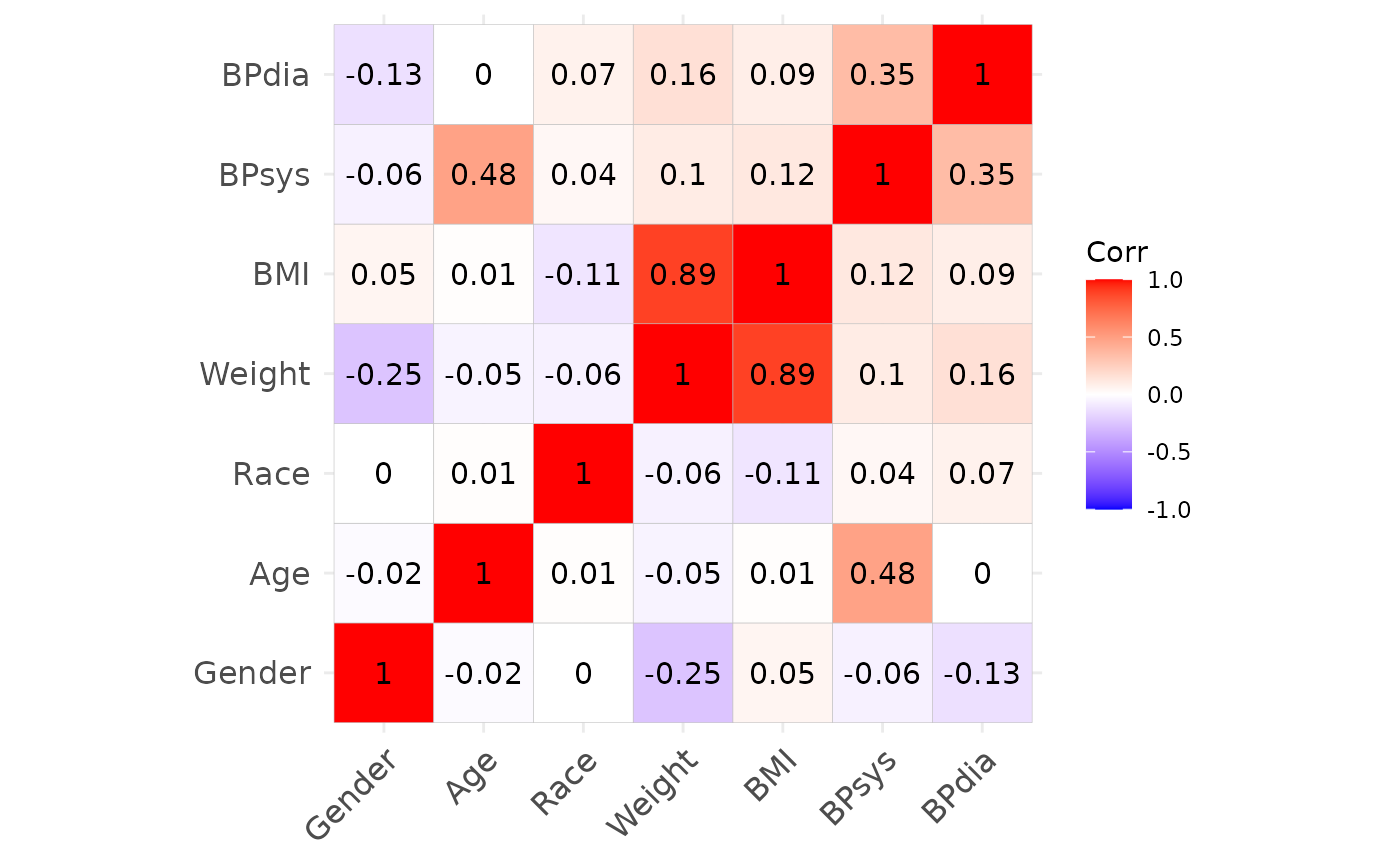 BPdia -0.13 0 0.07 0.16 0.09 0.35 1
BPsys -0.06 0.48 0.04 0.1 0.12 1 0.35
BMI 0.05 0.01 -0.11 0.89 1 0.12 0.09
Weight -0.25 -0.05 -0.06 1 0.89 0.1 0.16
Race 0 0.01 1 -0.06 -0.11 0.04 0.07
Age -0.02 1 0.01 -0.05 0.01 0.48 0
Gender 1 -0.02 0 -0.25 0.05 -0.06 -0.13
Gender Age Race Weight BMI BPsys BPdia
Corr
1.0
0.5
0.0
-0.5
-1.0